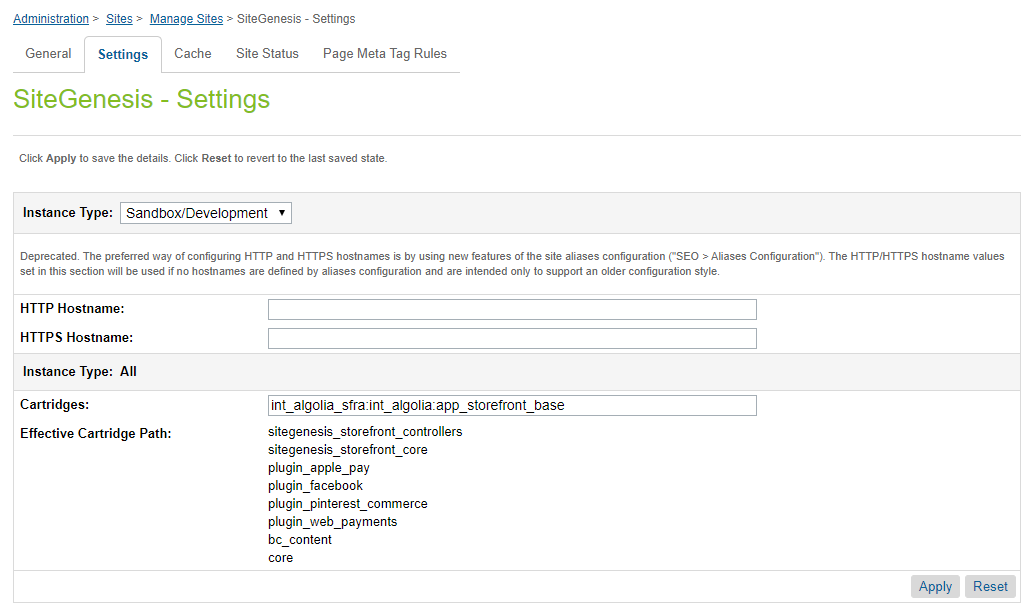 Administration > Sites > Manage Sites > SiteGenesis - Settings
General Settings Cache Site Status Page Meta Tag Rules
SiteGenesis - Settings
Click Apply to save the details. Click Reset to revert to the last saved state.
Instance Type: Sandbox/Development
Deprecated. The preferred way of configuring HTTP and HTTPS hostnames is by using new features of the site aliases configuration ("SEO > Aliases Configuration"). The HTTP/HTTPS hostname values
set in this section will be used if no hostnames are defined by aliases configuration and are intended only to support an older configuration style.
HTTP Hostname:
HTTPS Hostname:
Instance Type: All
Cartridges: int_algolia_sfra:int_algolia:app_storefront_base
Effective Cartridge Path: sitegenesis_storefront_controllers
sitegenesis_storefront_core
plugin_apple_pay
plugin_facebook
plugin_pinterest_commerce
plugin_web_payments
bc_content
core
Apply Reset